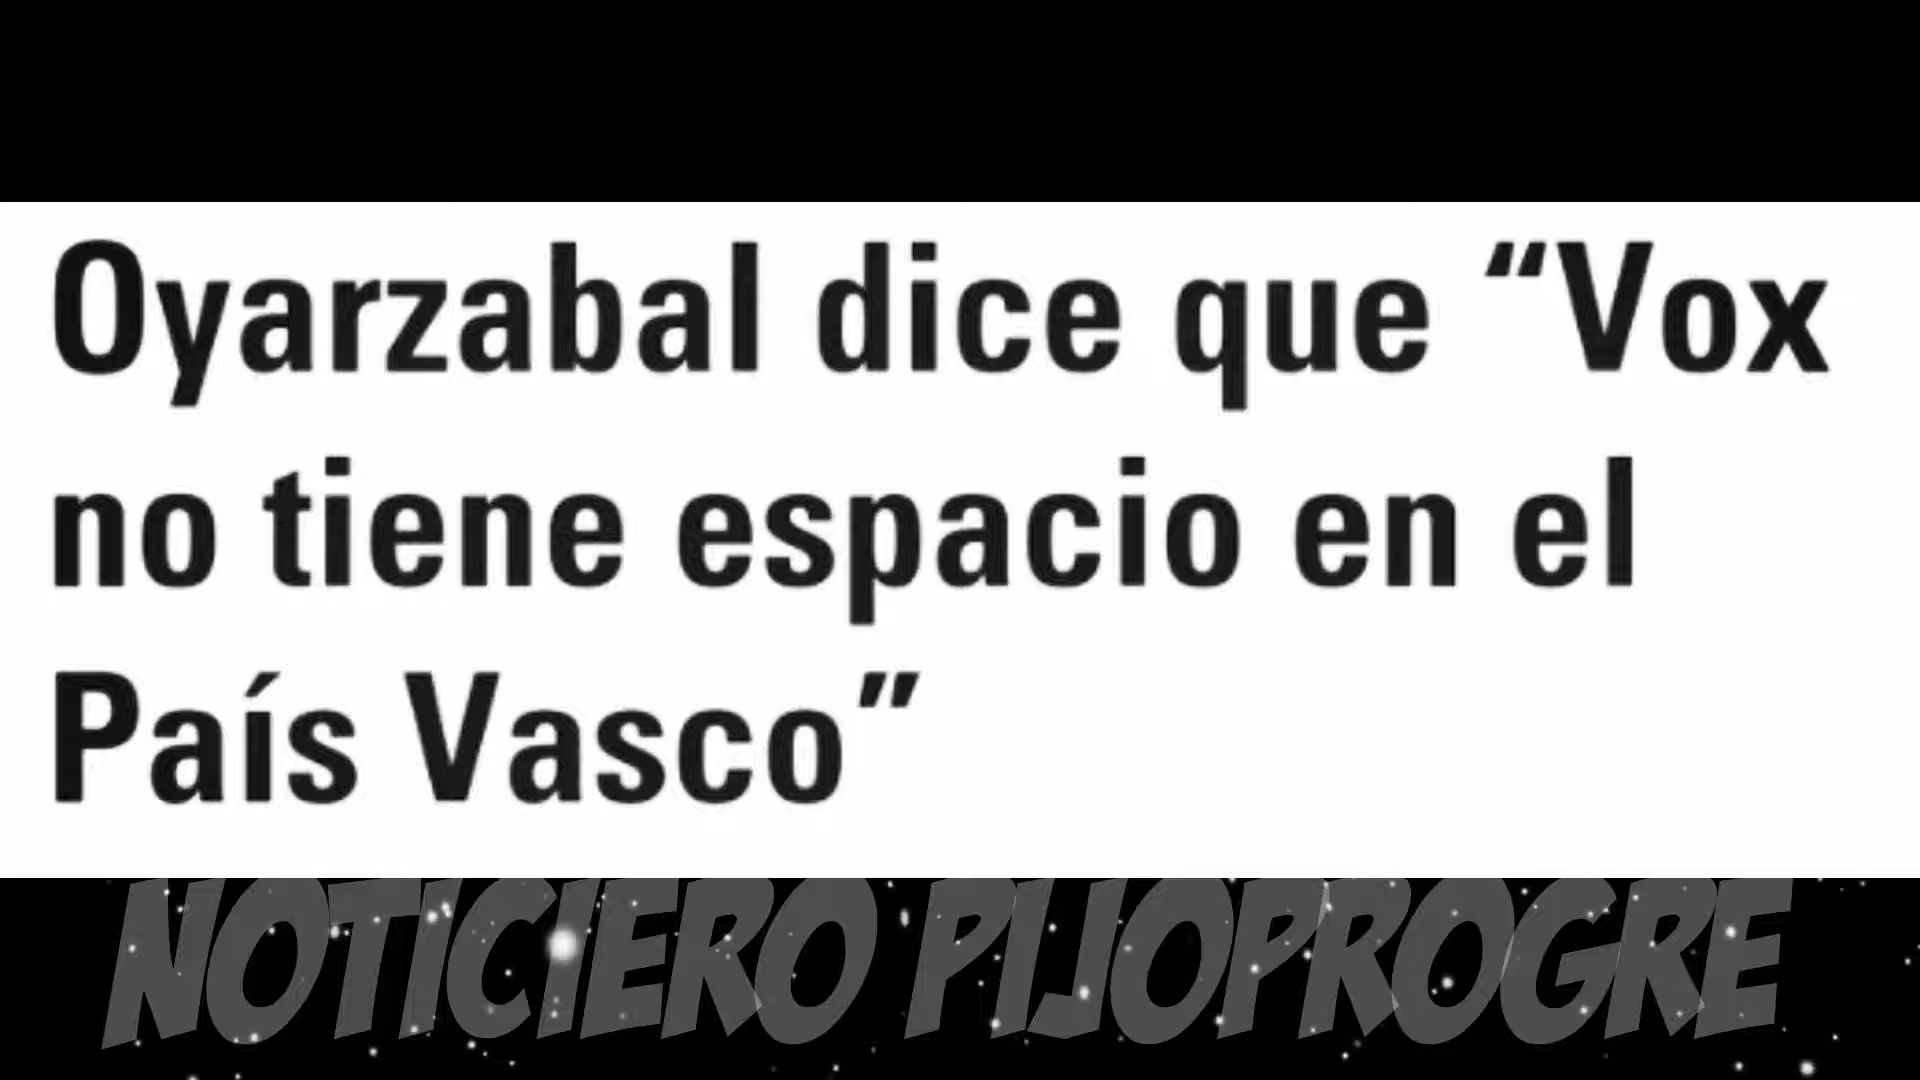 Oyarzabal dice que “Vox
no tiene espacio en el
País Vasco”
NOTICIERO PIJOPROGRE